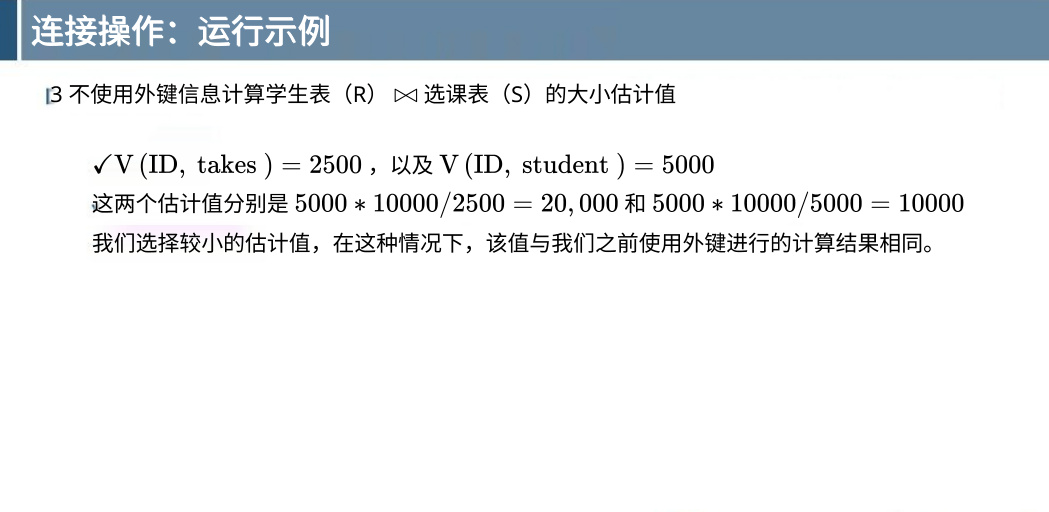 连接操作：运行示例
3 不使用外键信息计算学生表（R） ⋈ 选课表（S）的大小估计值
✓V (ID, takes ) = 2500 ，以及 V (ID, student ) = 5000
这两个估计值分别是 5000 * 10000/2500 = 20, 000 和 5000 * 10000/5000 = 10000
我们选择较小的估计值，在这种情况下，该值与我们之前使用外键进行的计算结果相同。